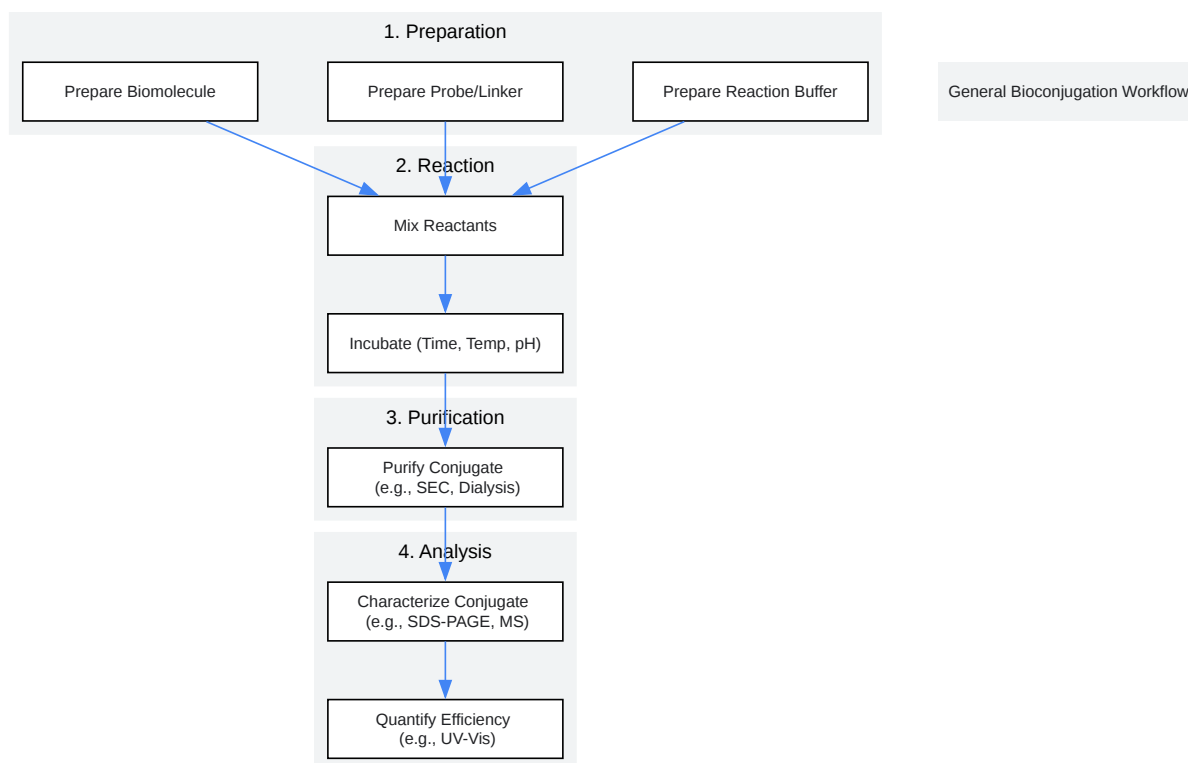 1. Preparation
Prepare Biomolecule
Prepare Probe/Linker
Prepare Reaction Buffer
General Bioconjugation Workflow
2. Reaction
Mix Reactants
Incubate (Time, Temp, pH)
3. Purification
Purify Conjugate
(e.g., SEC, Dialysis)
4. Analysis
Characterize Conjugate
(e.g., SDS-PAGE, MS)
Quantify Efficiency
(e.g., UV-Vis)